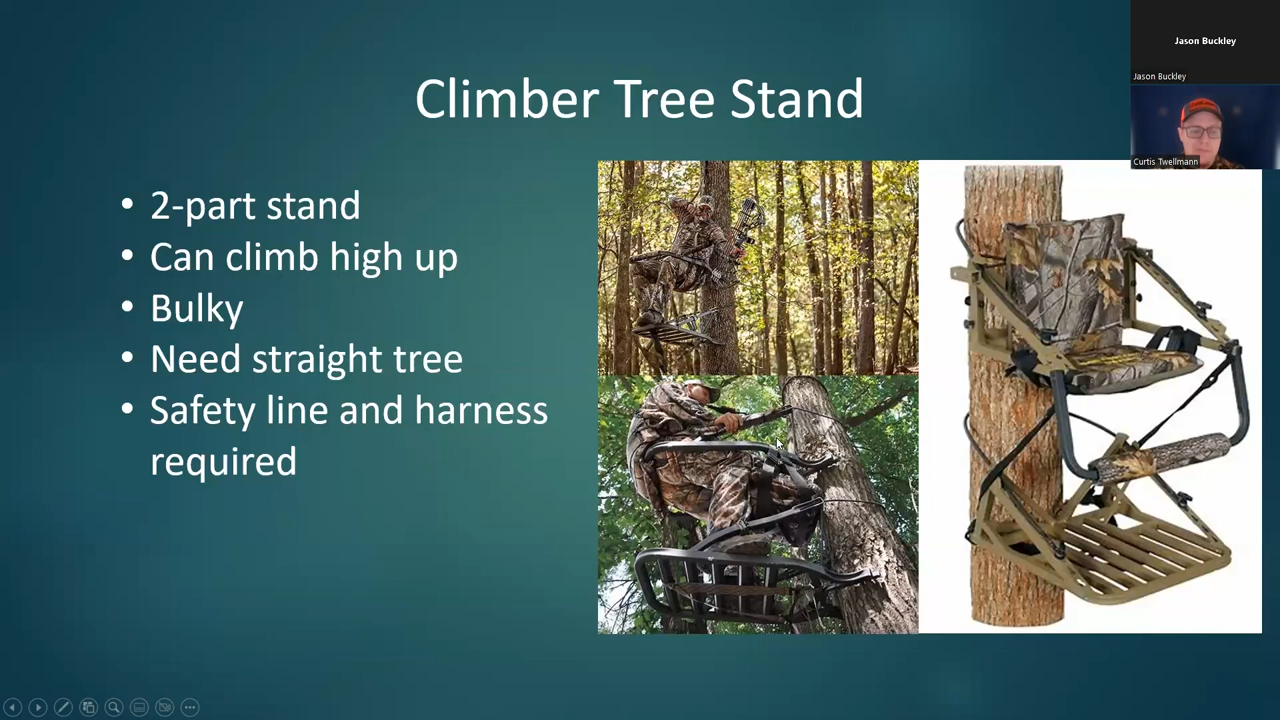 Jason Buckley
Jason Buckley
Climber Tree Stand
Curtis Twellmann
• 2-part stand
• Can climb high up
• Bulky
• Need straight tree
• Safety line and harness
required